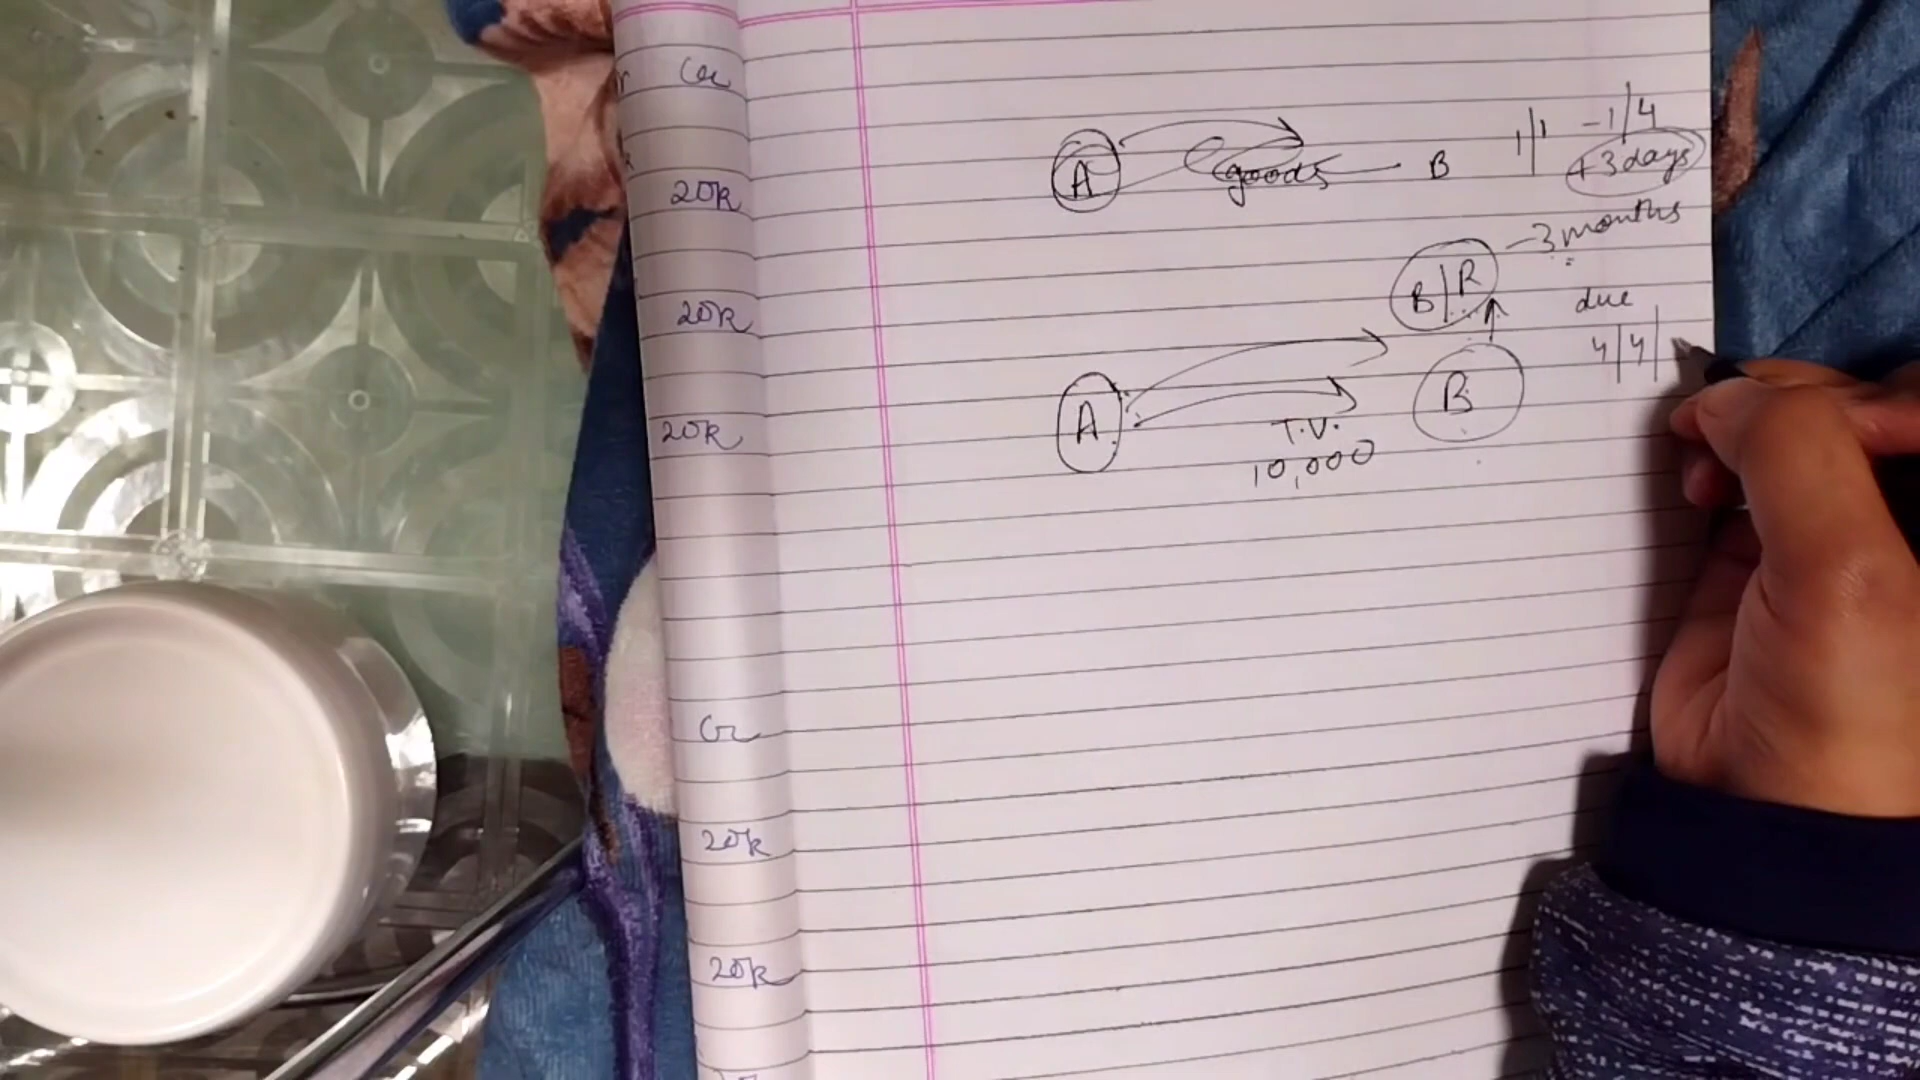 Cr
20k
20k
20k
Cr
20k
20k
A goods B 1/1 - 1/4
+3days
B/R - 3 months
due
4/4/
A T.V. B
10,000